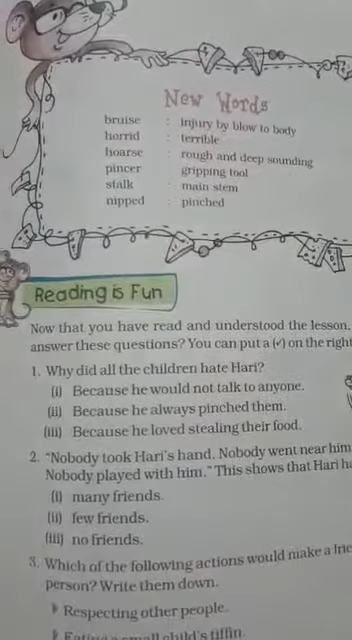 New Words
bruise : injury by blow to body
horrid : terrible
hoarse : rough and deep sounding
pincer : gripping tool
stalk : main stem
nipped : pinched
Reading is Fun
Now that you have read and understood the lesson,
answer these questions? You can put a (✓) on the right
1. Why did all the children hate Hari?
(i) Because he would not talk to anyone.
(ii) Because he always pinched them.
(iii) Because he loved stealing their food.
2. "Nobody took Hari's hand. Nobody went near him
Nobody played with him." This shows that Hari
(i) many friends.
(ii) few friends.
(iii) no friends.
3. Which of the following actions would make a
person? Write them down.
Respecting other people.
Eating a small child's tiffin.